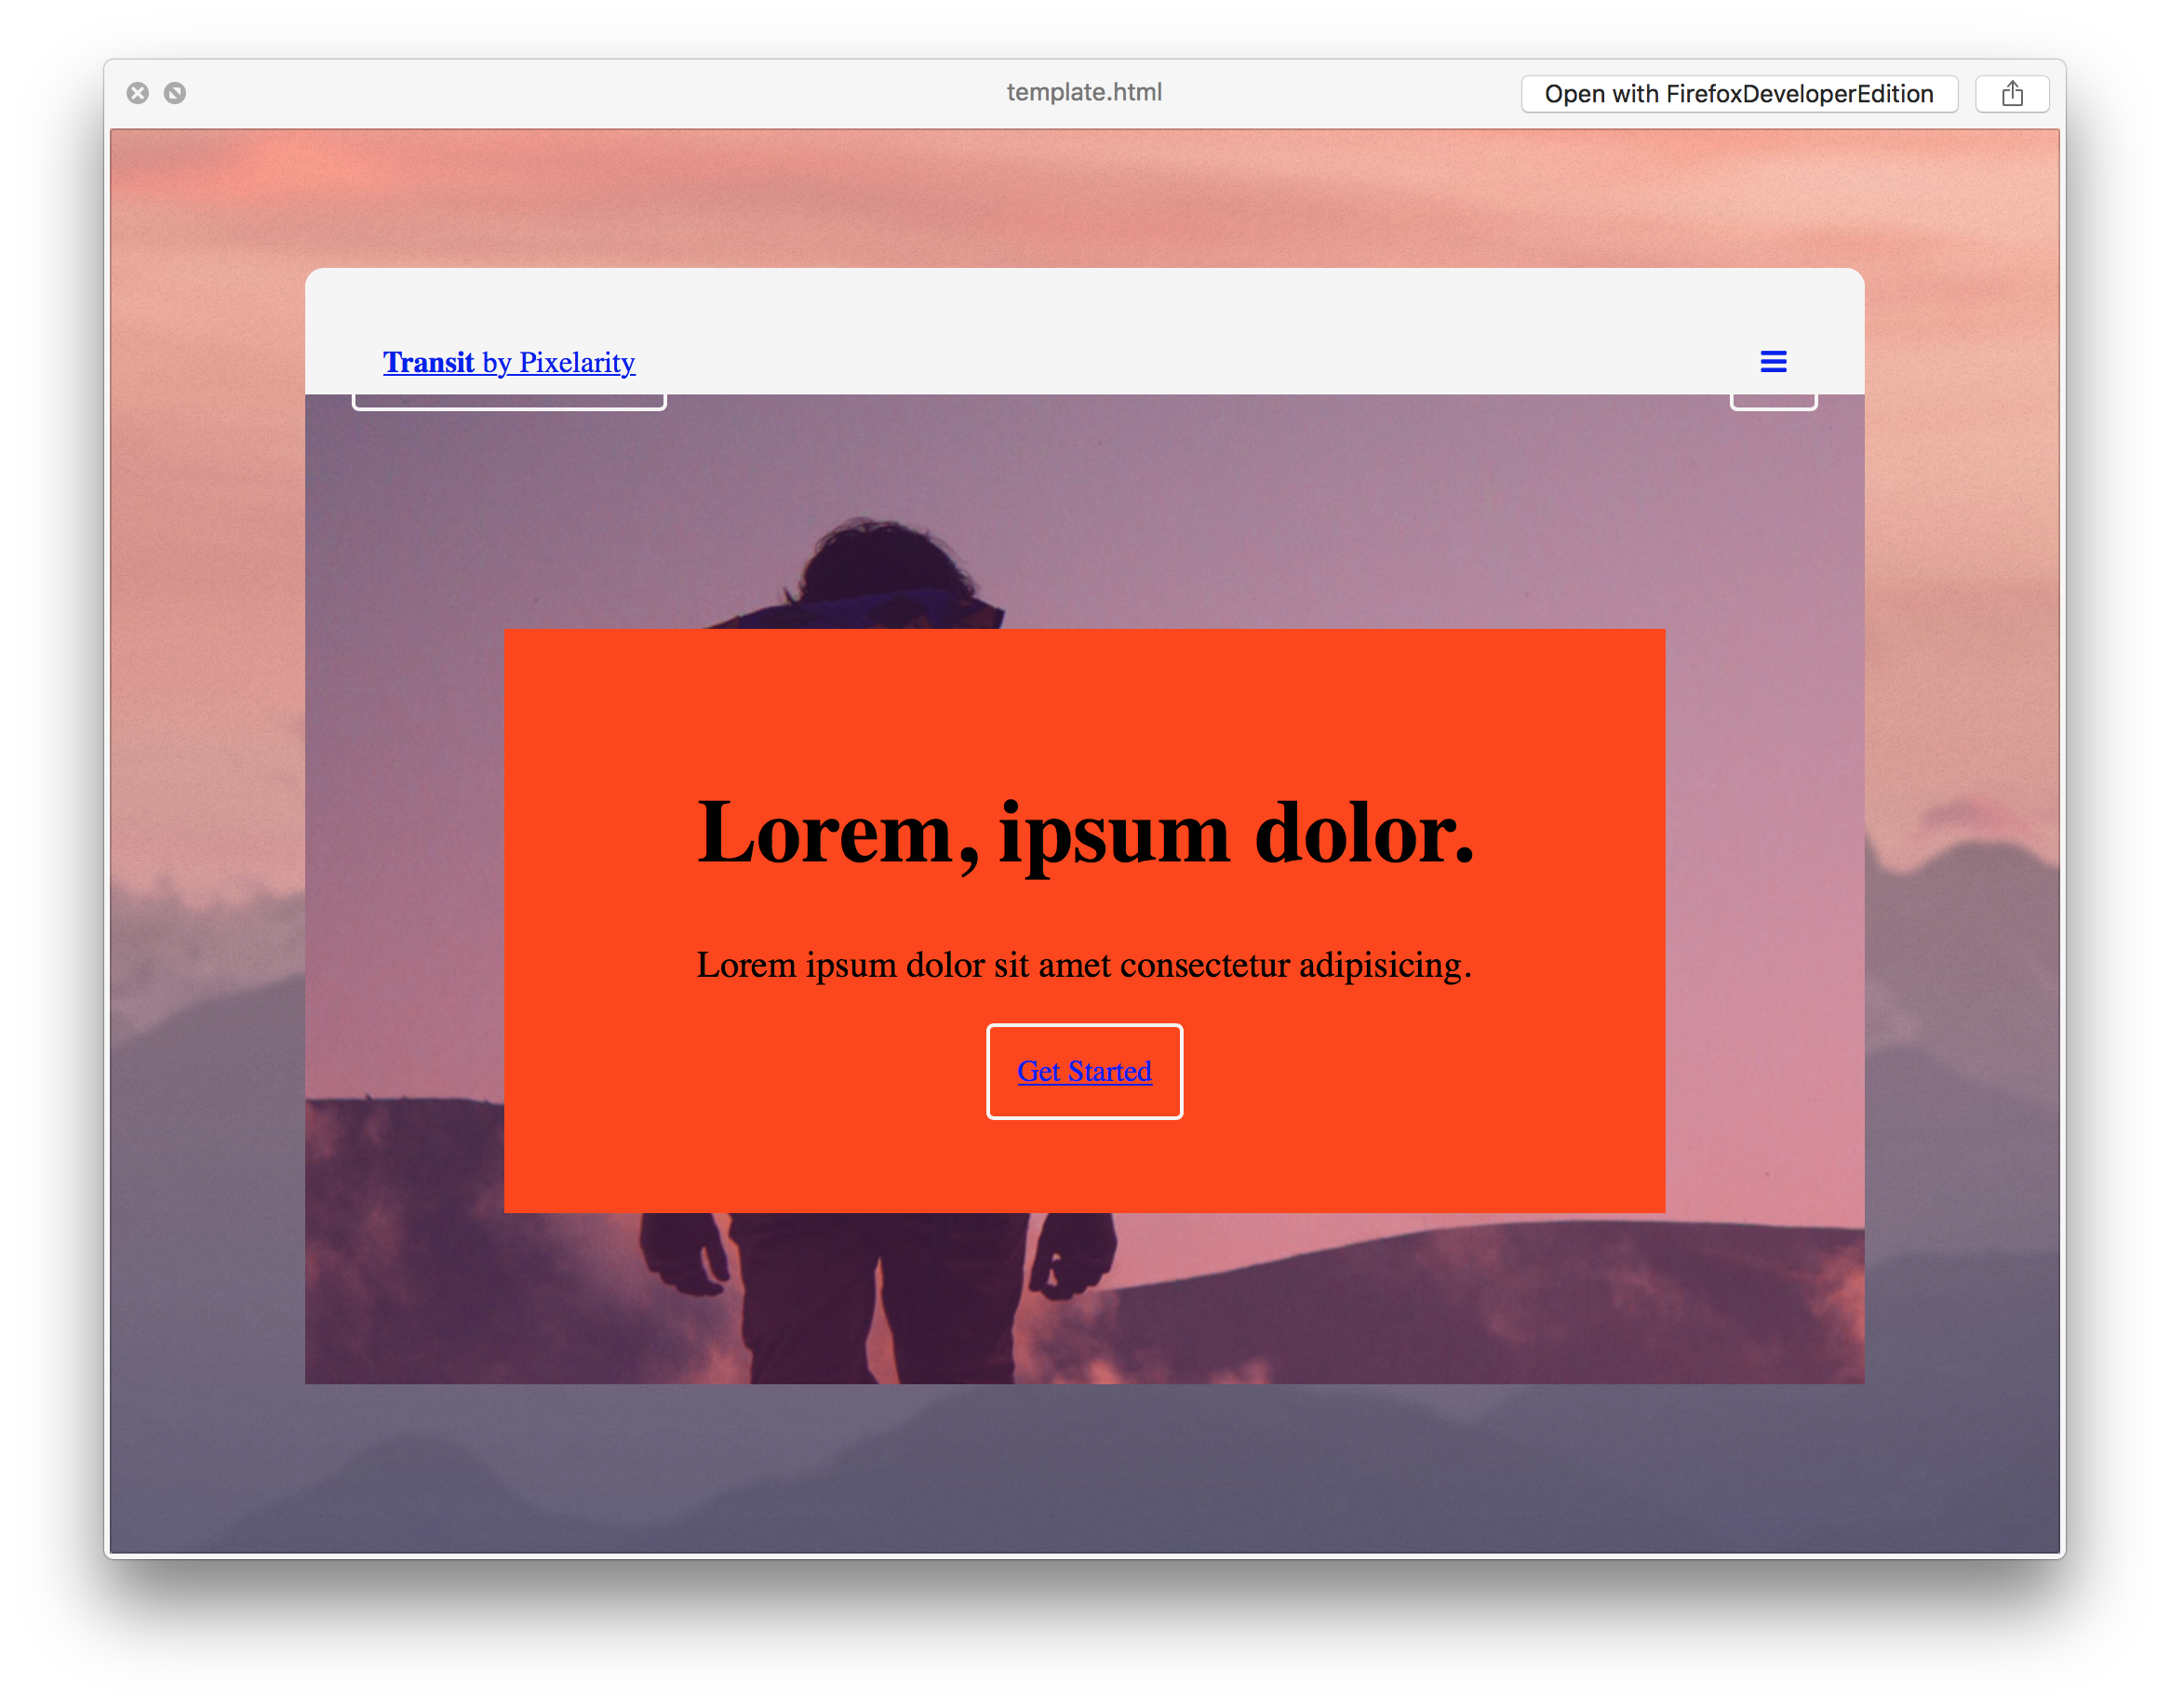 template.html
Open with FirefoxDeveloperEdition
Transit by Pixelarity
Lorem, ipsum dolor.
Lorem ipsum dolor sit amet consectetur adipisicing.
Get Started